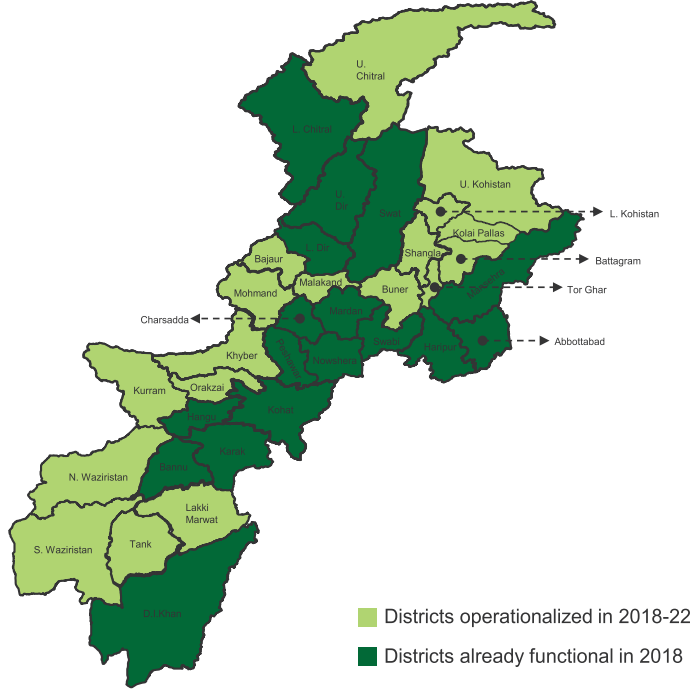 U.
Chitral
L. Chitral
U. Kohistan
U.
Dir
Swat
L. Kohistan
Kolai Pallas
L. Dir
Shangla
Bajaur
Battagram
Malakand
Buner
Mansehra
Tor Ghar
Mohmand
Charsadda
Mardan
Swabi
Haripur
Abbottabad
Khyber
Peshawar
Nowshera
Kurram
Orakzai
Hangu
Kohat
Karak
Bannu
N. Waziristan
Lakki
Marwat
S. Waziristan
Tank
D.I.Khan
Districts operationalized in 2018-22
Districts already functional in 2018